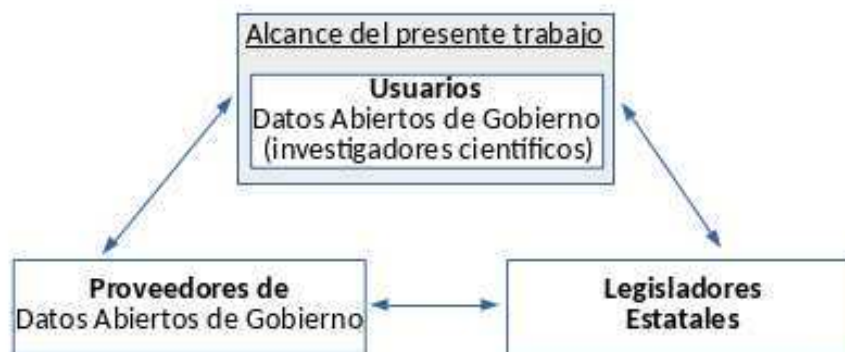 Alcance del presente trabajo
Usuarios
Datos Abiertos de Gobierno
(investigadores científicos)
Proveedores de
Datos Abiertos de Gobierno
Legisladores
Estatales